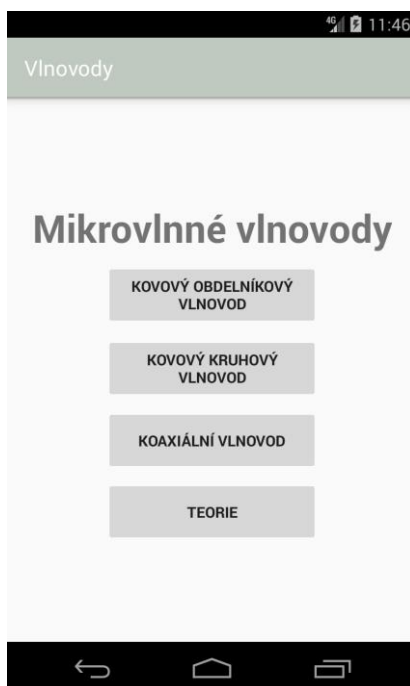 4G 11:46
Vlnovody
Mikrovlnné vlnovody
KOVOVÝ OBDELNÍKOVÝ
VLNOVOD
KOVOVÝ KRUHOVÝ
VLNOVOD
KOAXIÁLNÍ VLNOVOD
TEORIE